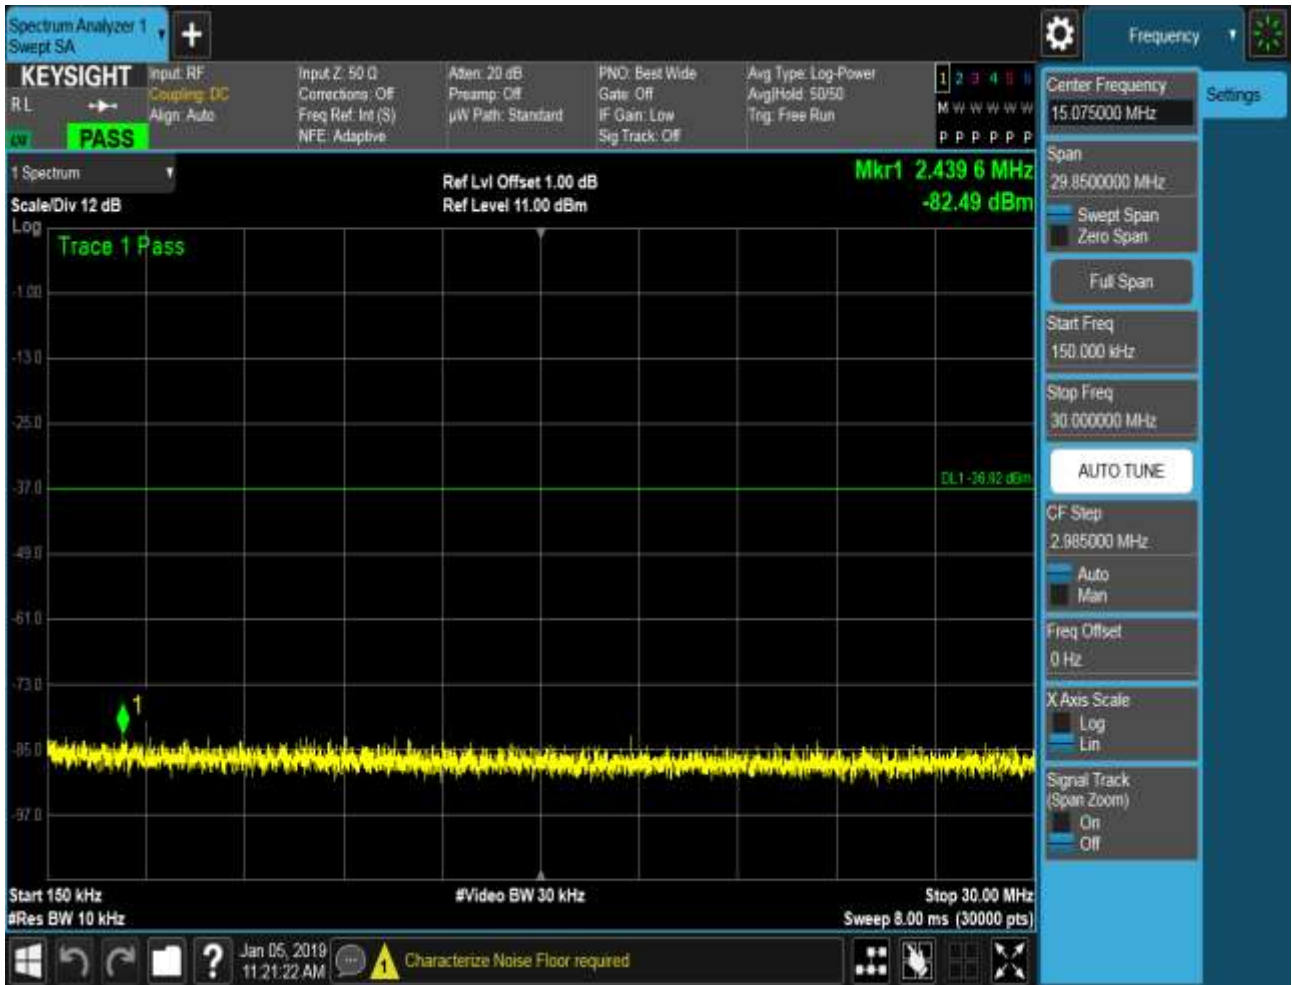 Spectrum Analyzer 1
Swept SA
+
Frequency
KEYSIGHT
RL
PASS
Input: RF
Coupling: DC
Align: Auto
Input Z: 50 Ω
Corrections: Off
Freq Ref: Int (S)
NFE: Adaptive
Atten: 20 dB
Preamp: Off
µW Path: Standard
PNO: Best Wide
Gate: Off
IF Gain: Low
Sig Track: Off
Avg Type: Log-Power
Avg|Hold: 50/50
Trig: Free Run
1 2 3 4 5 6
M W W W W W
P P P P P P
1 Spectrum
Scale/Div 12 dB
Log
Ref Lvl Offset 1.00 dB
Ref Level 11.00 dBm
Mkr1 2.439 6 MHz
-82.49 dBm
Trace 1 Pass
-1.00
-13.0
-25.0
-37.0
DL1 -36.92 dBm
-49.0
-61.0
-73.0
1
-85.0
-97.0
Start 150 kHz
#Video BW 30 kHz
Stop 30.00 MHz
#Res BW 10 kHz
Sweep 8.00 ms (30000 pts)
Center Frequency
15.075000 MHz
Settings
Span
29.8500000 MHz
Swept Span
Zero Span
Full Span
Start Freq
150.000 kHz
Stop Freq
30.000000 MHz
AUTO TUNE
CF Step
2.985000 MHz
Auto
Man
Freq Offset
0 Hz
X Axis Scale
Log
Lin
Signal Track
(Span Zoom)
On
Off
?
Jan 05, 2019
11:21:22 AM
1
Characterize Noise Floor required